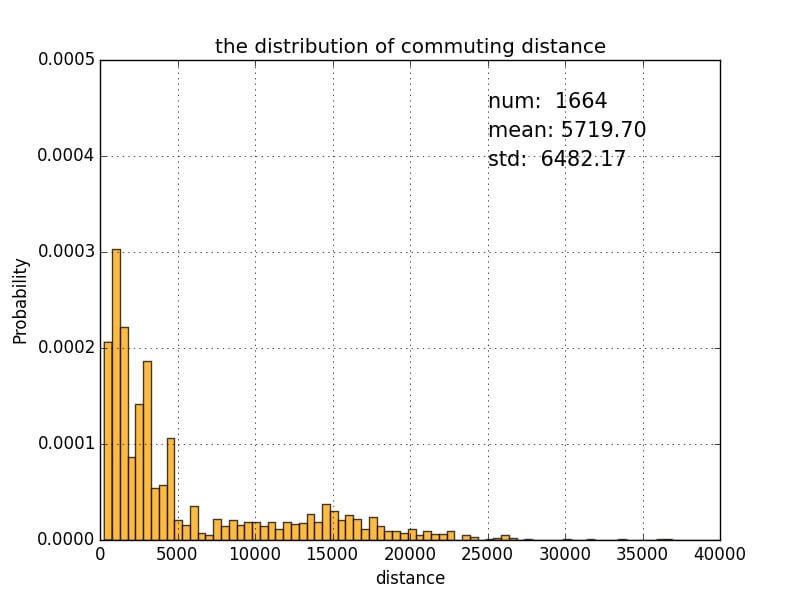 the distribution of commuting distance
0.0005
num:  1664
mean: 5719.70
std:  6482.17
0.0004
0.0003
0.0002
0.0001
0.0000
Probability
0 5000 10000 15000 20000 25000 30000 35000 40000
distance